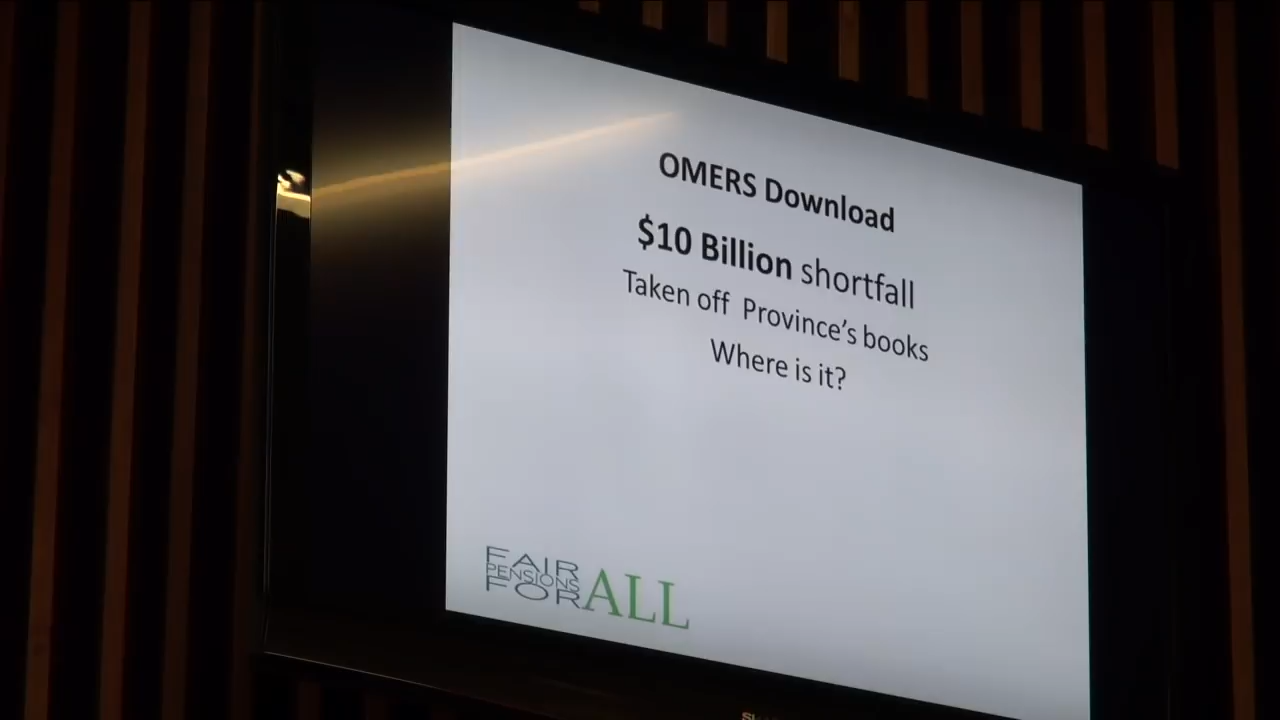 OMERS Download
$10 Billion shortfall
Taken off Province's books
Where is it?
FAIR
PENSIONS
FOR ALL